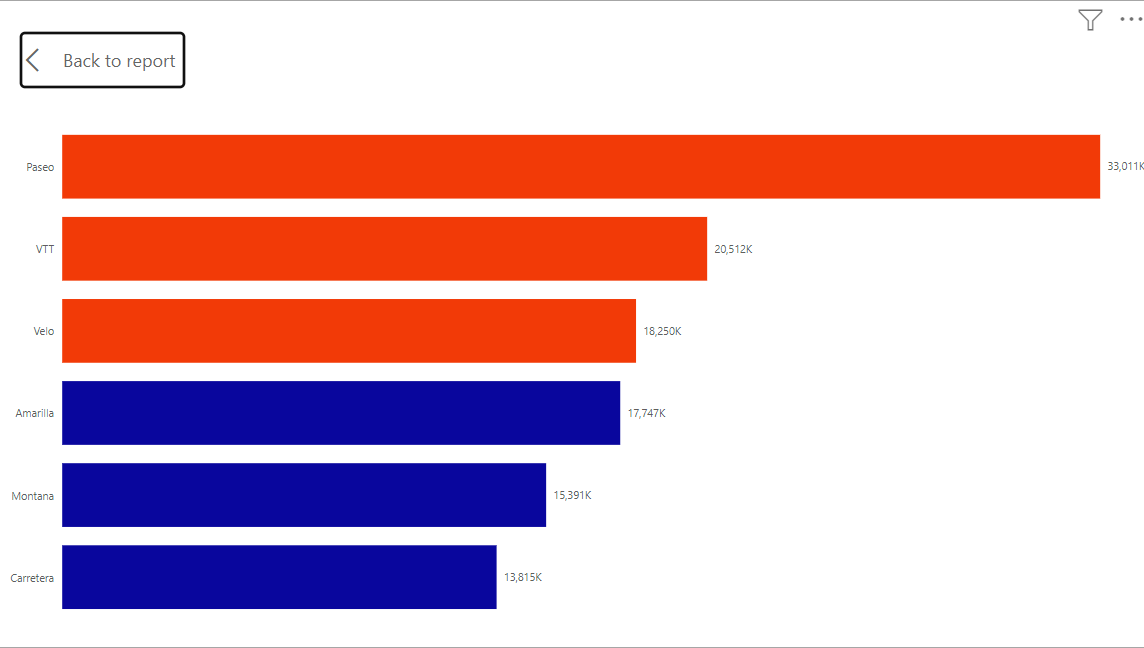 Back to report
Paseo 33,011K
VTT 20,512K
Velo 18,250K
Amarilla 17,747K
Montana 15,391K
Carretera 13,815K